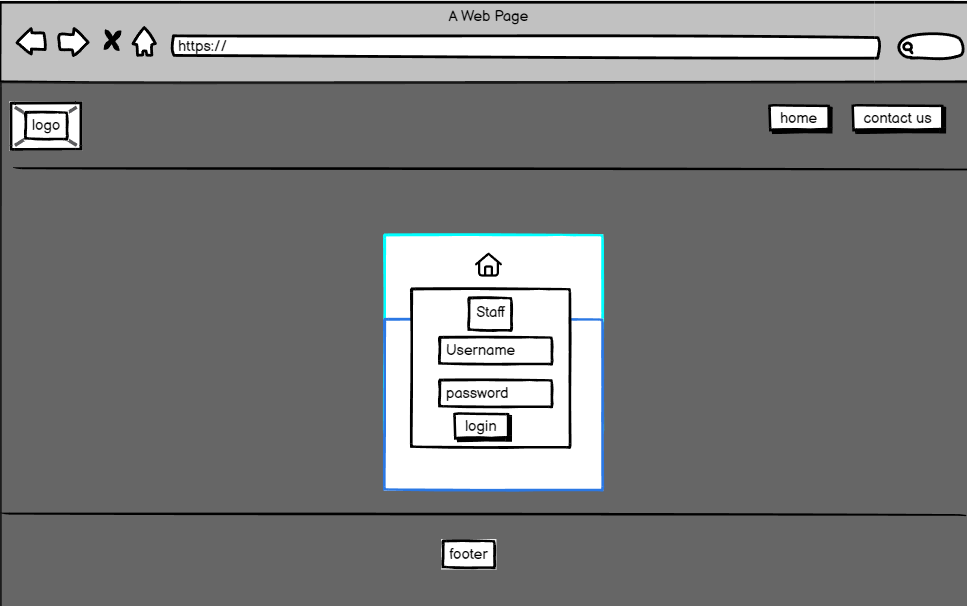 A Web Page
https://
logo
home
contact us
Staff
Username
password
login
footer